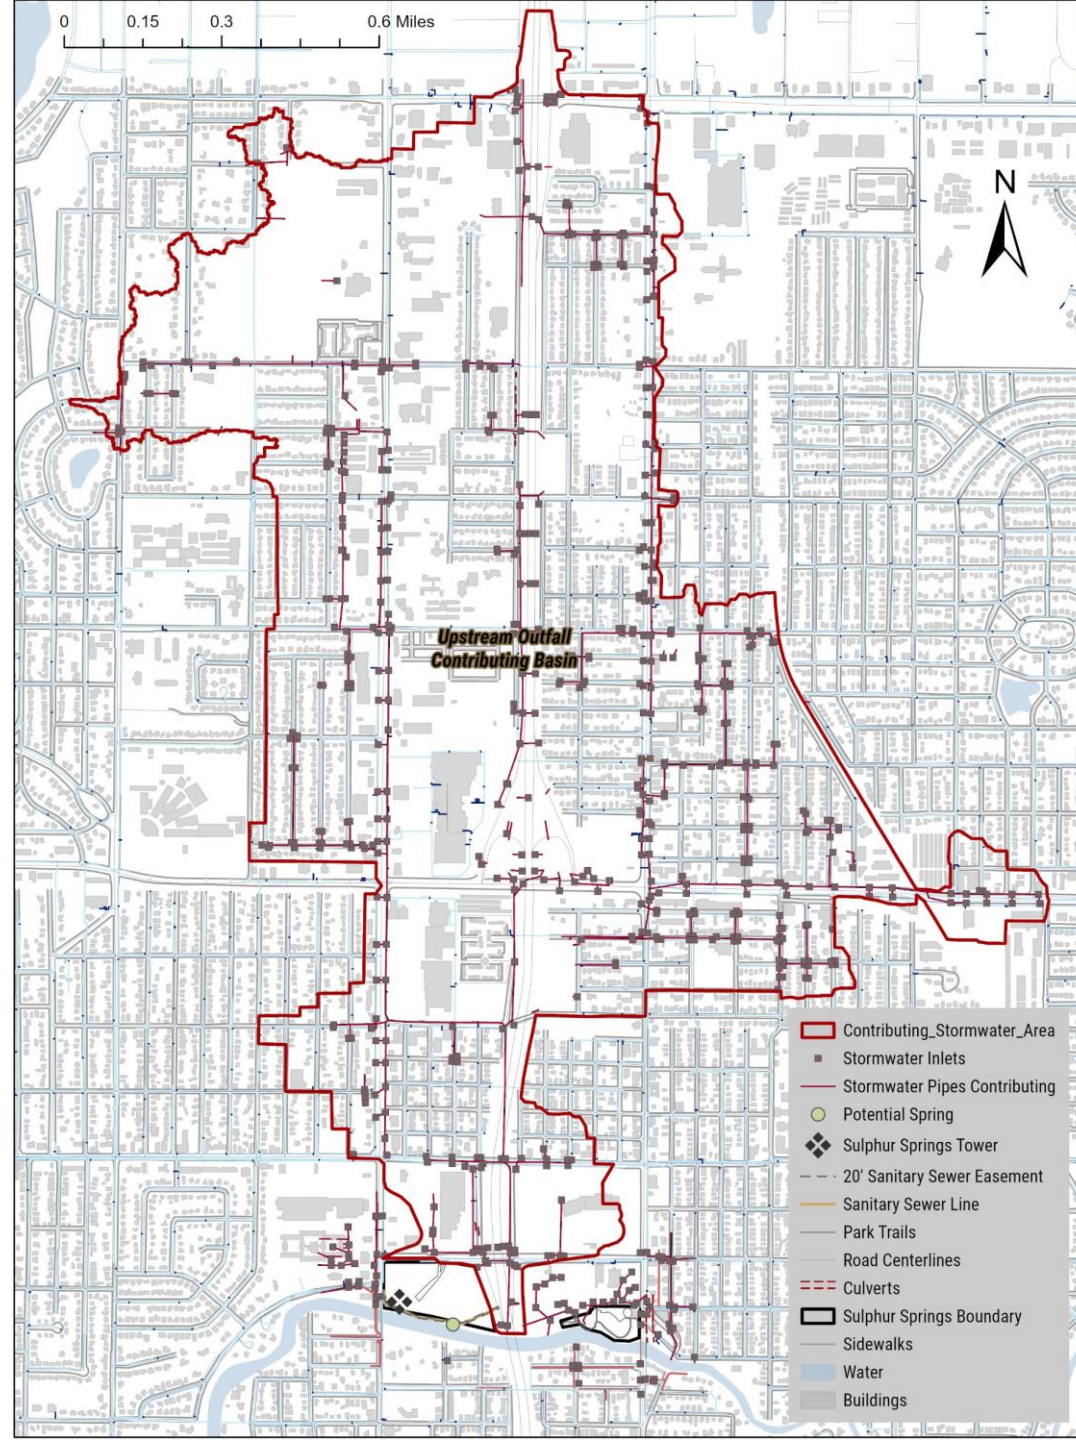 0 0.15 0.3 0.6 Miles
N
Upstream Outfall
Contributing Basin
Contributing_Stormwater_Area
Stormwater Inlets
Stormwater Pipes Contributing
Potential Spring
Sulphur Springs Tower
20' Sanitary Sewer Easement
Sanitary Sewer Line
Park Trails
Road Centerlines
Culverts
Sulphur Springs Boundary
Sidewalks
Water
Buildings